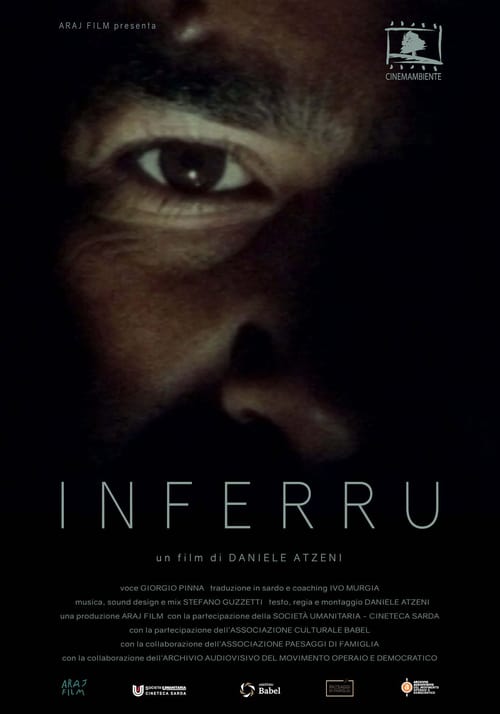 ARAJ FILM presenta
CINEMAMBIENTE
INFERRU
un film di DANIELE ATZENI
voce GIORGIO PINNA traduzione in sardo e coaching IVO MURGIA
musica, sound design e mix STEFANO GUZZETTI testo, regia e montaggio DANIELE ATZENI
una produzione ARAJ FILM con la partecipazione della SOCIETÀ UMANITARIA – CINETECA SARDA
con la partecipazione dell'ASSOCIAZIONE CULTURALE BABEL
con la collaborazione dell'ASSOCIAZIONE PAESAGGI DI FAMIGLIA
con la collaborazione dell'ARCHIVIO AUDIOVISIVO DEL MOVIMENTO OPERAIO E DEMOCRATICO
ARAJ
FILM
SOCIETÀ UMANITARIA
CINETECA SARDA
Babel
PAESAGGI
DI FAMIGLIA